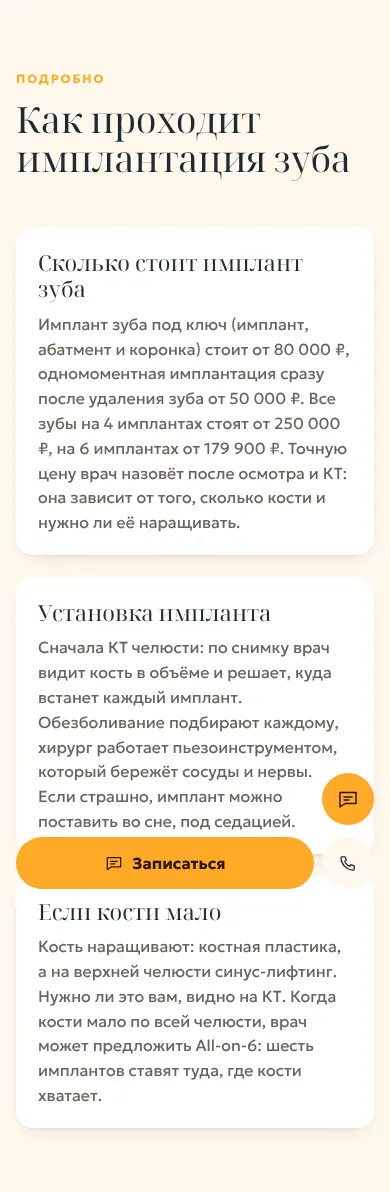 ПОДРОБНО
Как проходит
имплантация зуба
Сколько стоит имплант
зуба
Имплант зуба под ключ (имплант,
абатмент и коронка) стоит от 80 000 ₽,
одномоментная имплантация сразу
после удаления зуба от 50 000 ₽. Все
зубы на 4 имплантах стоят от 250 000
₽, на 6 имплантах от 179 900 ₽. Точную
цену врач назовёт после осмотра и КТ:
она зависит от того, сколько кости и
нужно ли её наращивать.
Установка импланта
Сначала КТ челюсти: по снимку врач
видит кость в объёме и решает, куда
встанет каждый имплант.
Обезболивание подбирают каждому,
хирург работает пьезоинструментом,
который бережёт сосуды и нервы.
Если страшно, имплант можно
поставить во сне, под седацией.
Записаться
Если кости мало
Кость наращивают: костная пластика,
а на верхней челюсти синус-лифтинг.
Нужно ли это вам, видно на КТ. Когда
кости мало по всей челюсти, врач
может предложить All-on-6: шесть
имплантов ставят туда, где кости
хватает.